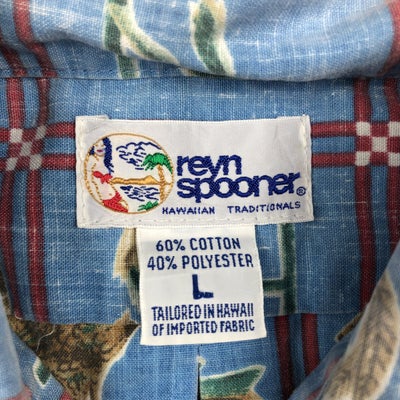 reyn
spooner®
HAWAIIAN TRADITIONALS
60% COTTON
40% POLYESTER
L
TAILORED IN HAWAII
OF IMPORTED FABRIC